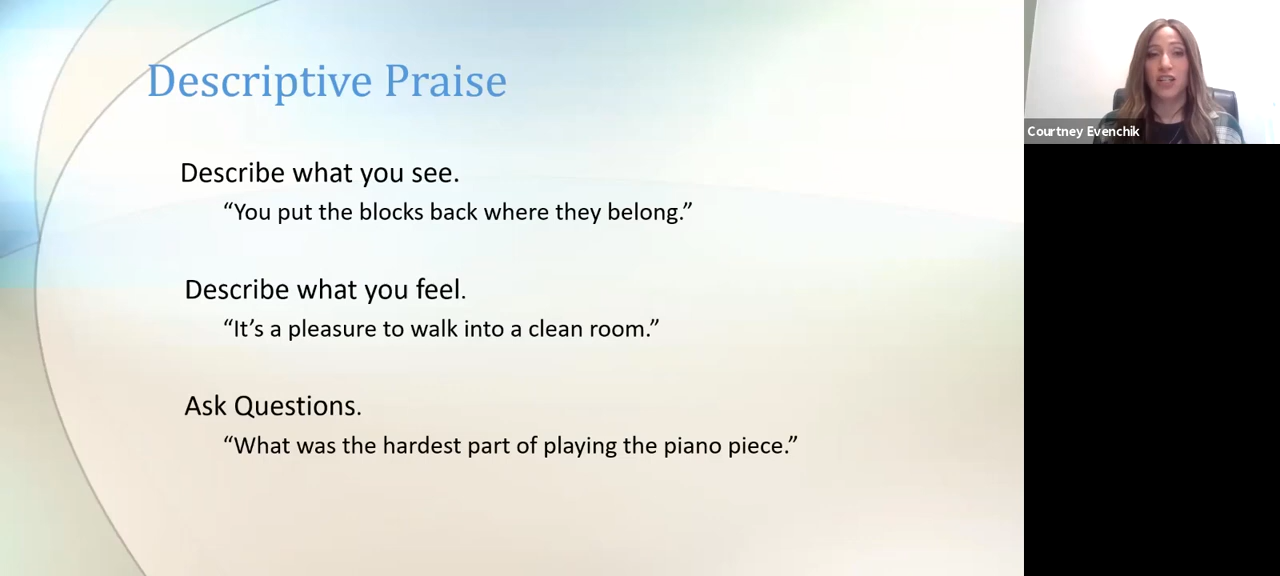 Descriptive Praise
Describe what you see.
“You put the blocks back where they belong.”
Describe what you feel.
“It’s a pleasure to walk into a clean room.”
Ask Questions.
“What was the hardest part of playing the piano piece.”
Courtney Evenchik